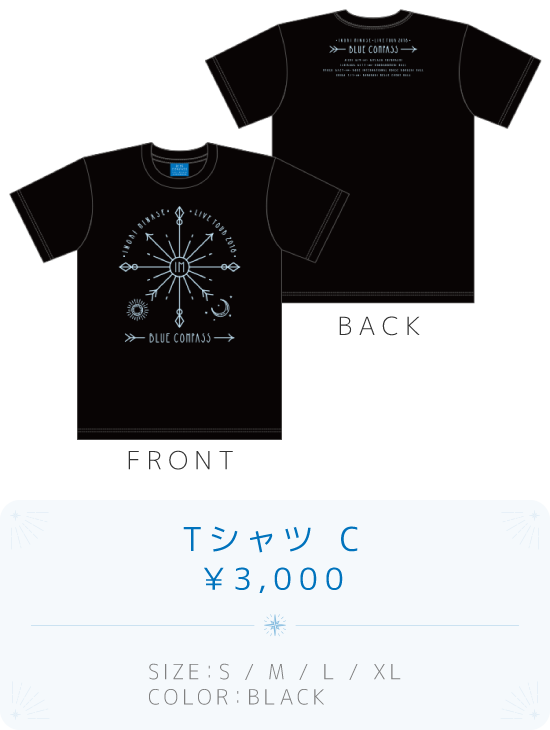 ・INORI MINASE・LIVE TOUR 2018・
BLUE COMPASS
・INORI MINASE・
・LIVE TOUR 2018・
IM
BLUE COMPASS
BACK
FRONT
Tシャツ C
¥3,000
SIZE:S / M / L / XL
COLOR:BLACK